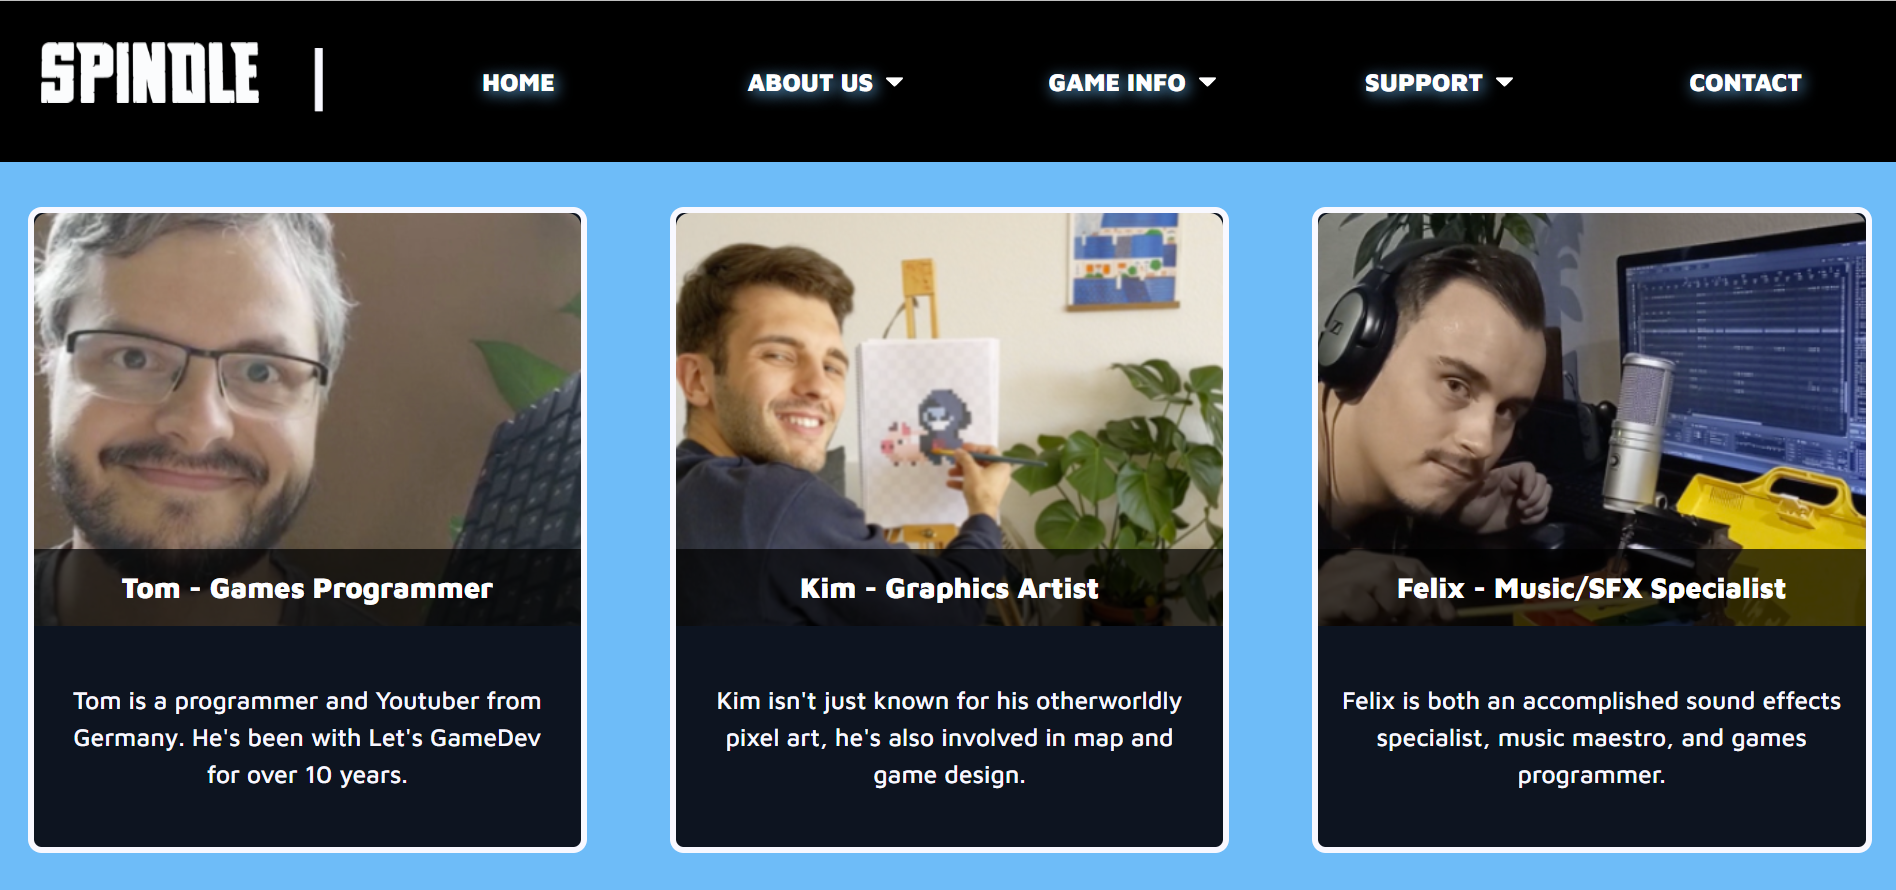 SPINDLE |
HOME
ABOUT US
GAME INFO
SUPPORT
CONTACT
Tom - Games Programmer
Tom is a programmer and Youtuber from
Germany. He's been with Let's GameDev
for over 10 years.
Kim - Graphics Artist
Kim isn't just known for his otherworldly
pixel art, he's also involved in map and
game design.
Felix - Music/SFX Specialist
Felix is both an accomplished sound effects
specialist, music maestro, and games
programmer.